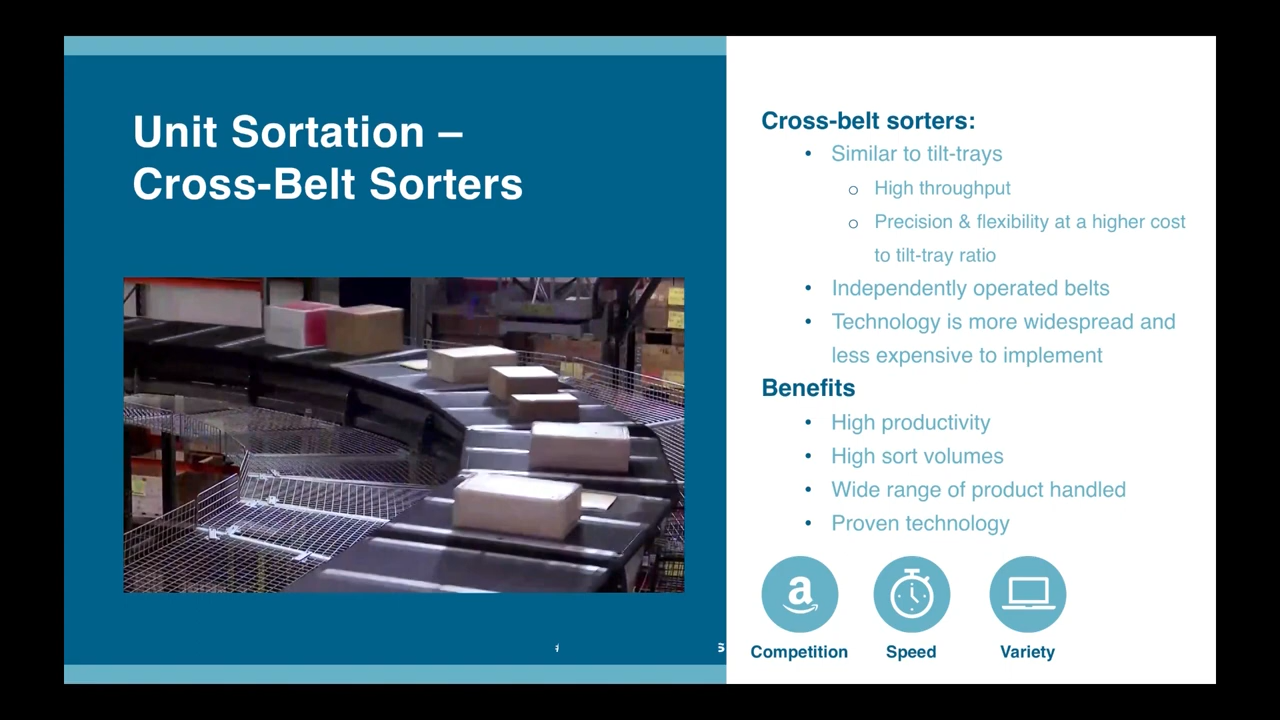 Unit Sortation –
Cross-Belt Sorters
Cross-belt sorters:
• Similar to tilt-trays
o High throughput
o Precision & flexibility at a higher cost
to tilt-tray ratio
• Independently operated belts
• Technology is more widespread and
less expensive to implement
Benefits
• High productivity
• High sort volumes
• Wide range of product handled
• Proven technology
a
Competition
Speed
Variety